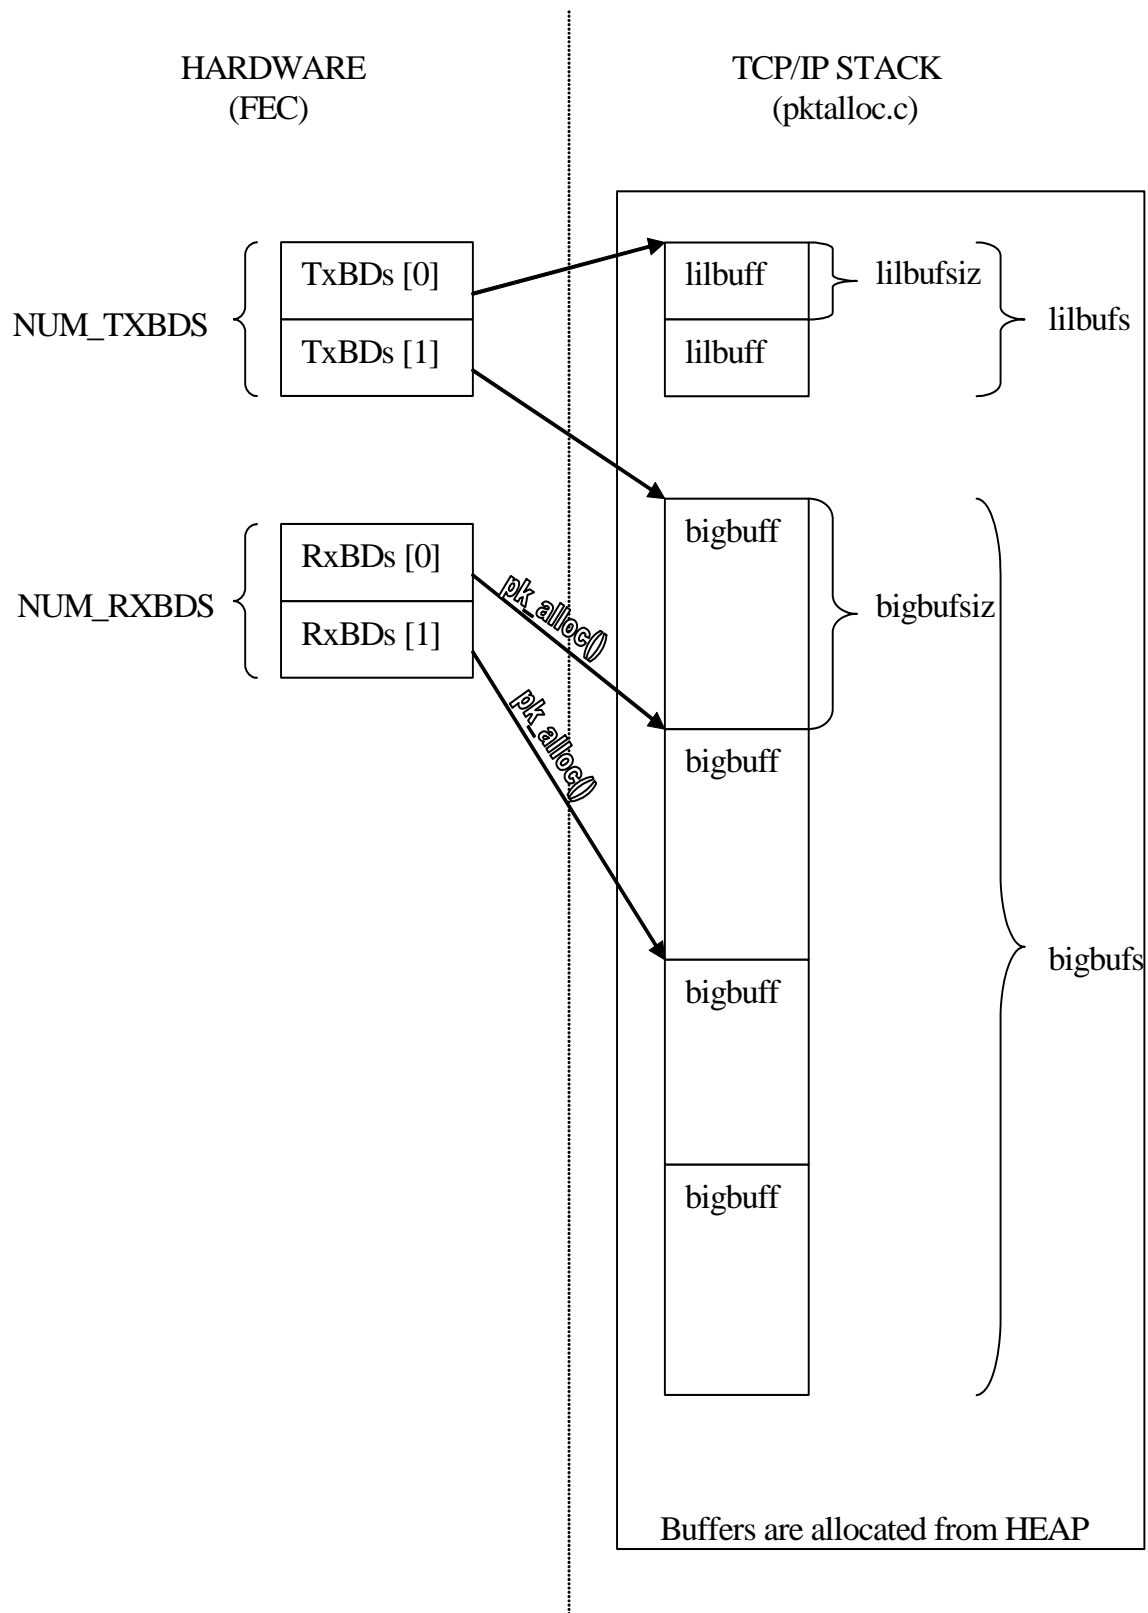 HARDWARE
(FEC)
TCP/IP STACK
(pktalloc.c)
TxBDs [0]
TxBDs [1]
NUM_TXBDS
lilbuff
lilbuff
lilbufsiz
lilbufs
RxBDs [0]
RxBDs [1]
NUM_RXBDS
pk_alloc()
pk_alloc()
bigbuff
bigbufsiz
bigbuff
bigbuff
bigbuff
bigbufs
Buffers are allocated from HEAP